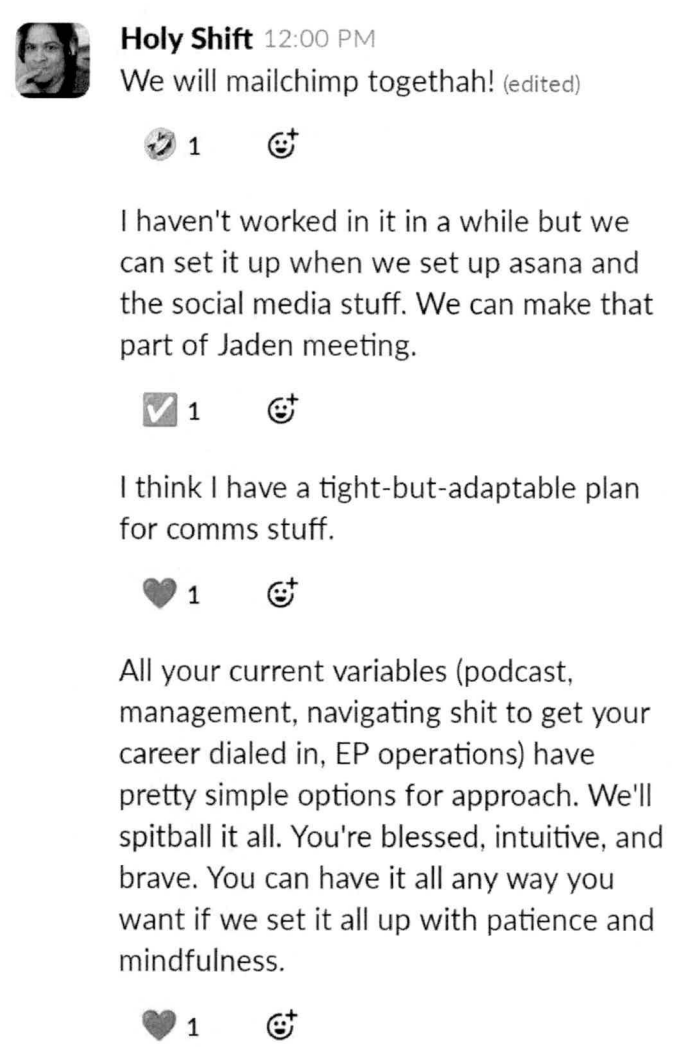 Holy Shift 12:00 PM
We will mailchimp togethah! (edited)
1
I haven't worked in it in a while but we
can set it up when we set up asana and
the social media stuff. We can make that
part of Jaden meeting.
1
I think I have a tight-but-adaptable plan
for comms stuff.
1
All your current variables (podcast,
management, navigating shit to get your
career dialed in, EP operations) have
pretty simple options for approach. We'll
spitball it all. You're blessed, intuitive, and
brave. You can have it all any way you
want if we set it all up with patience and
mindfulness.
1